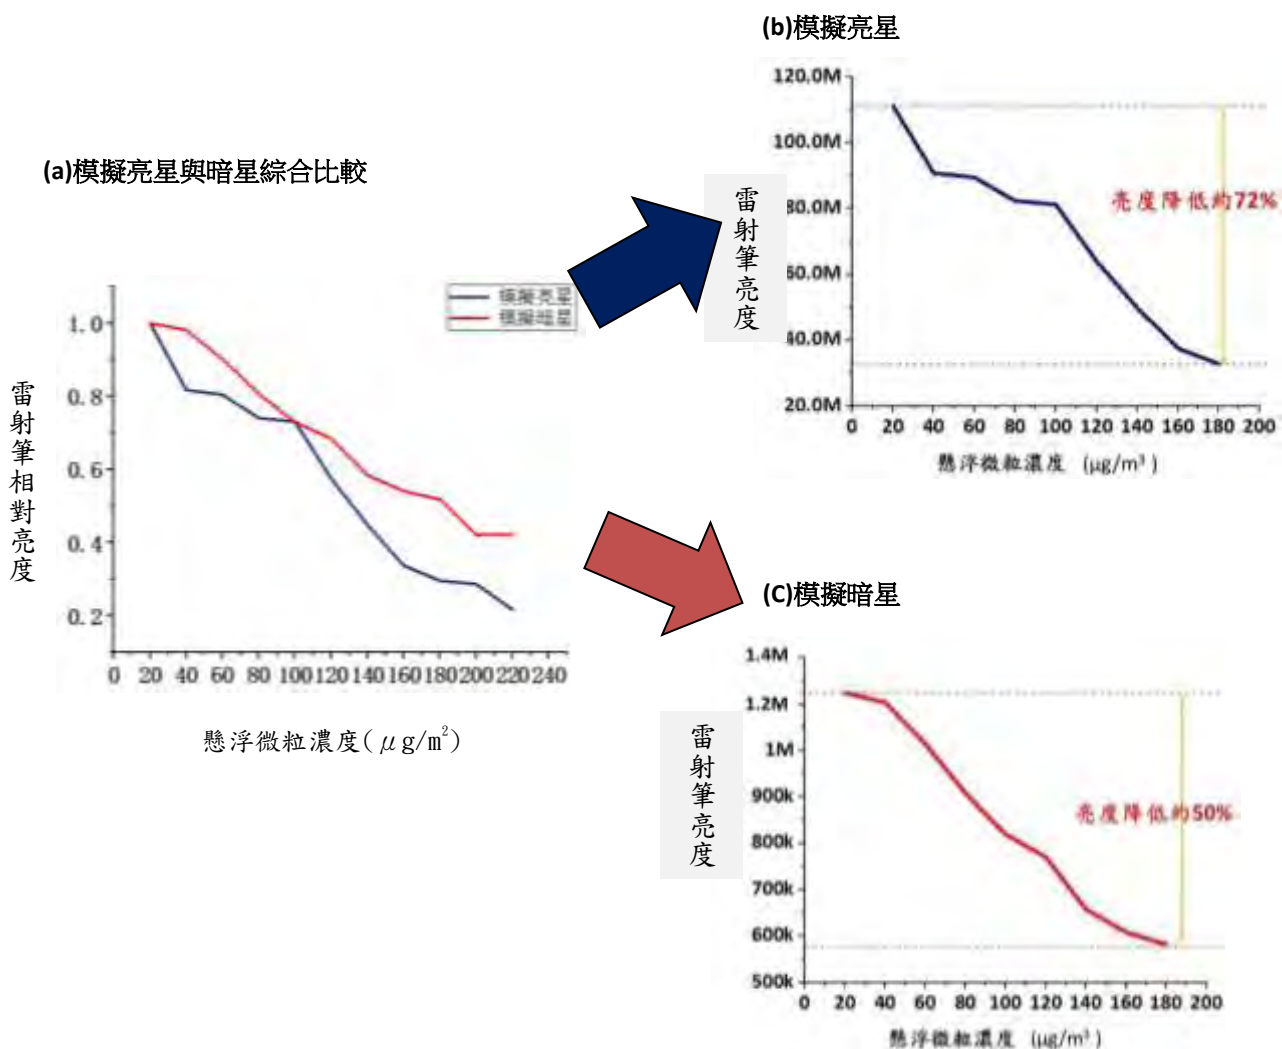 (a)模擬亮星與暗星綜合比較
模擬亮星
模擬暗星
雷射筆相對亮度
1.0
0.8
0.6
0.4
0.2
0 20 40 60 80 100 120 140 160 180 200 220 240
懸浮微粒濃度(μg/m²)
(b)模擬亮星
雷射筆亮度
120.0M
100.0M
80.0M
60.0M
40.0M
20.0M
亮度降低約72%
0 20 40 60 80 100 120 140 160 180 200
懸浮微粒濃度 (μg/m³)
(C)模擬暗星
雷射筆亮度
1.4M
1.2M
1M
900k
800k
700k
600k
500k
亮度降低約50%
0 20 40 60 80 100 120 140 160 180 200
懸浮微粒濃度 (μg/m³)